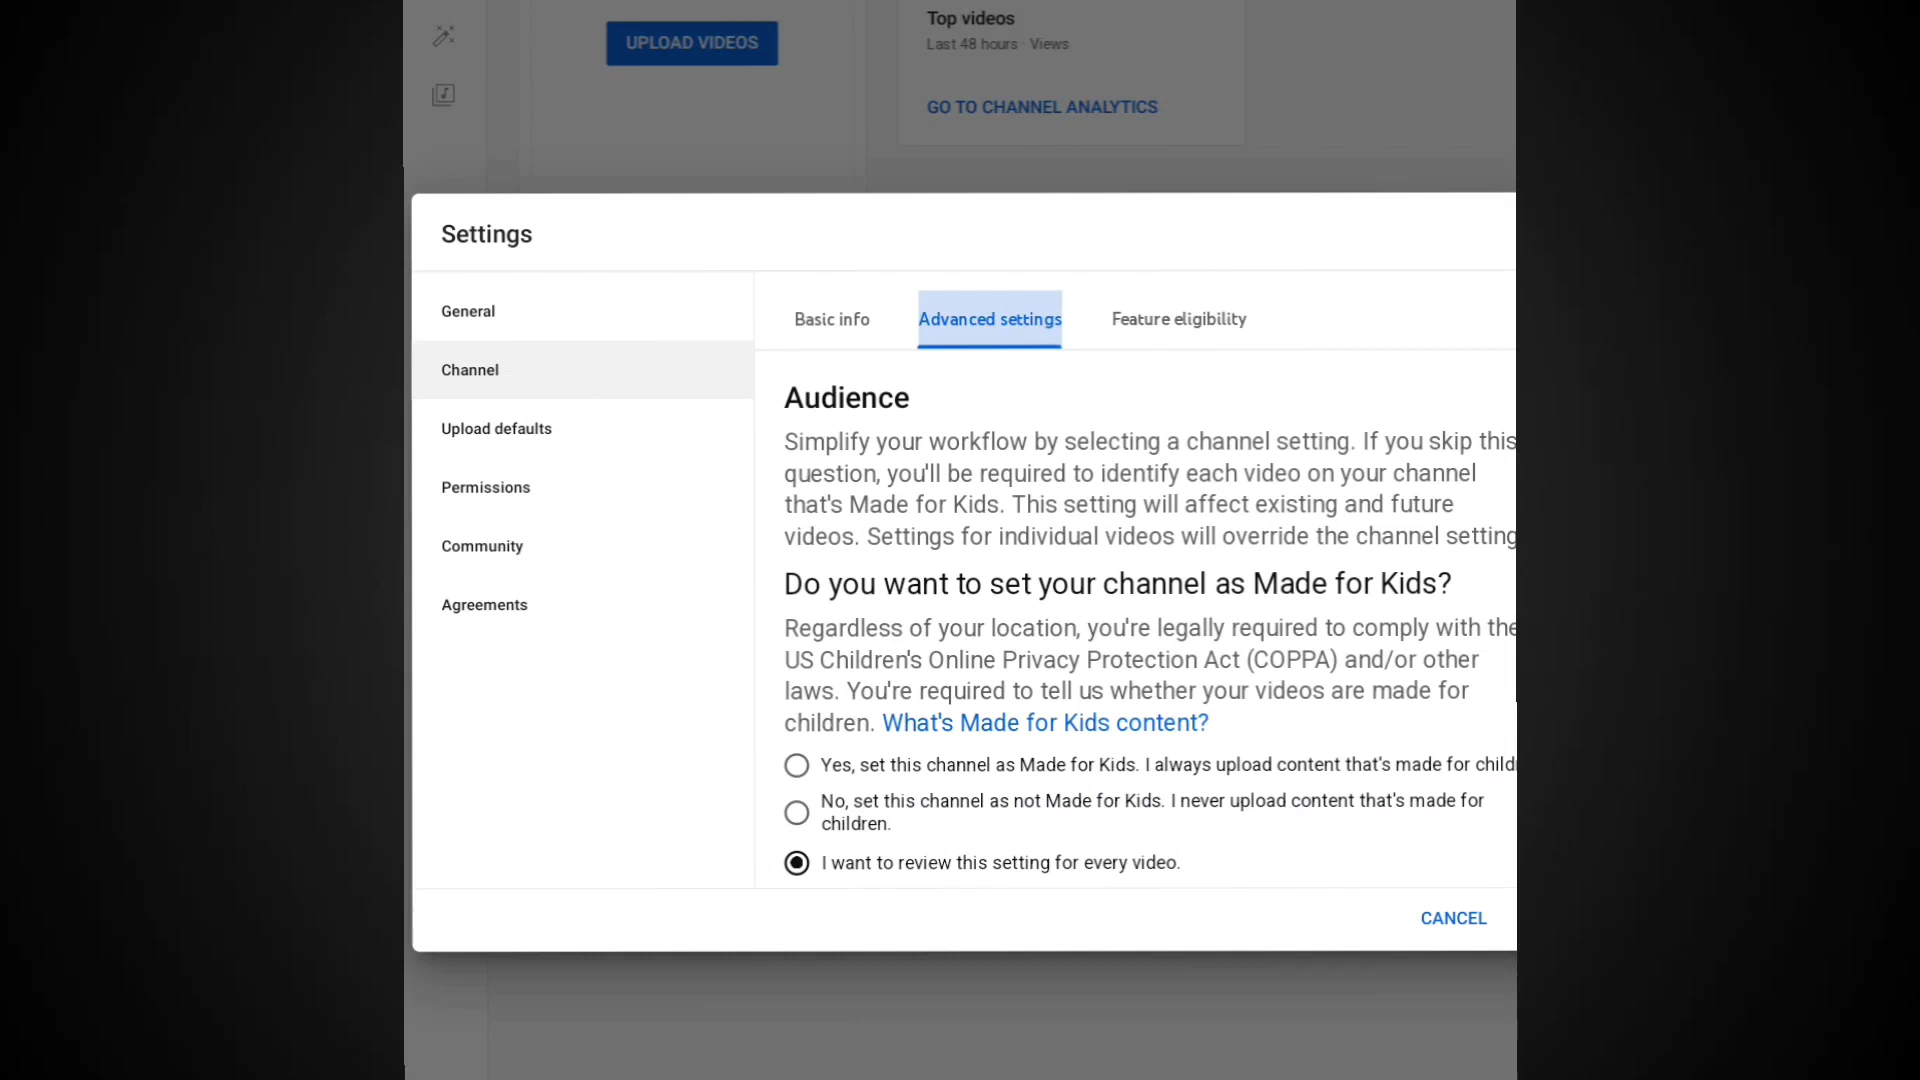 UPLOAD VIDEOS
Top videos
Last 48 hours · Views
GO TO CHANNEL ANALYTICS
Settings
General
Channel
Upload defaults
Permissions
Community
Agreements
Basic info
Advanced settings
Feature eligibility
Audience
Simplify your workflow by selecting a channel setting. If you skip this
question, you'll be required to identify each video on your channel
that's Made for Kids. This setting will affect existing and future
videos. Settings for individual videos will override the channel setting
Do you want to set your channel as Made for Kids?
Regardless of your location, you're legally required to comply with the
US Children's Online Privacy Protection Act (COPPA) and/or other
laws. You're required to tell us whether your videos are made for
children. What's Made for Kids content?
Yes, set this channel as Made for Kids. I always upload content that's made for child
No, set this channel as not Made for Kids. I never upload content that's made for
children.
I want to review this setting for every video.
CANCEL